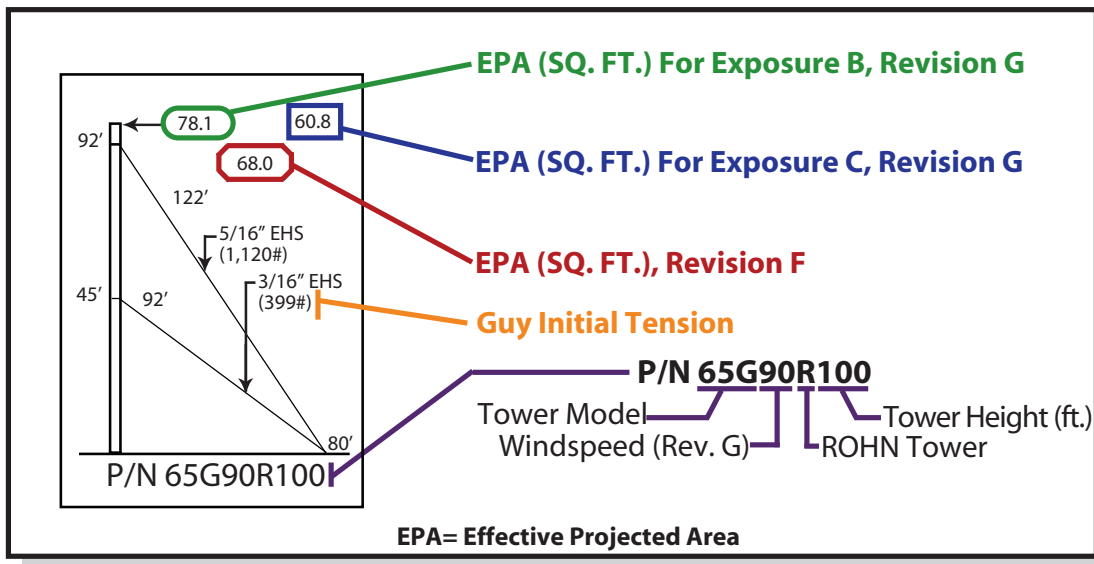 EPA (SQ. FT.) For Exposure B, Revision G
78.1
60.8
92′
EPA (SQ. FT.) For Exposure C, Revision G
68.0
122′
5/16″ EHS
(1,120#)
EPA (SQ. FT.), Revision F
3/16″ EHS
(399#)
45′
92′
Guy Initial Tension
P/N 65G90R100
Tower Model
Tower Height (ft.)
Windspeed (Rev. G)
ROHN Tower
80′
P/N 65G90R100
EPA= Effective Projected Area